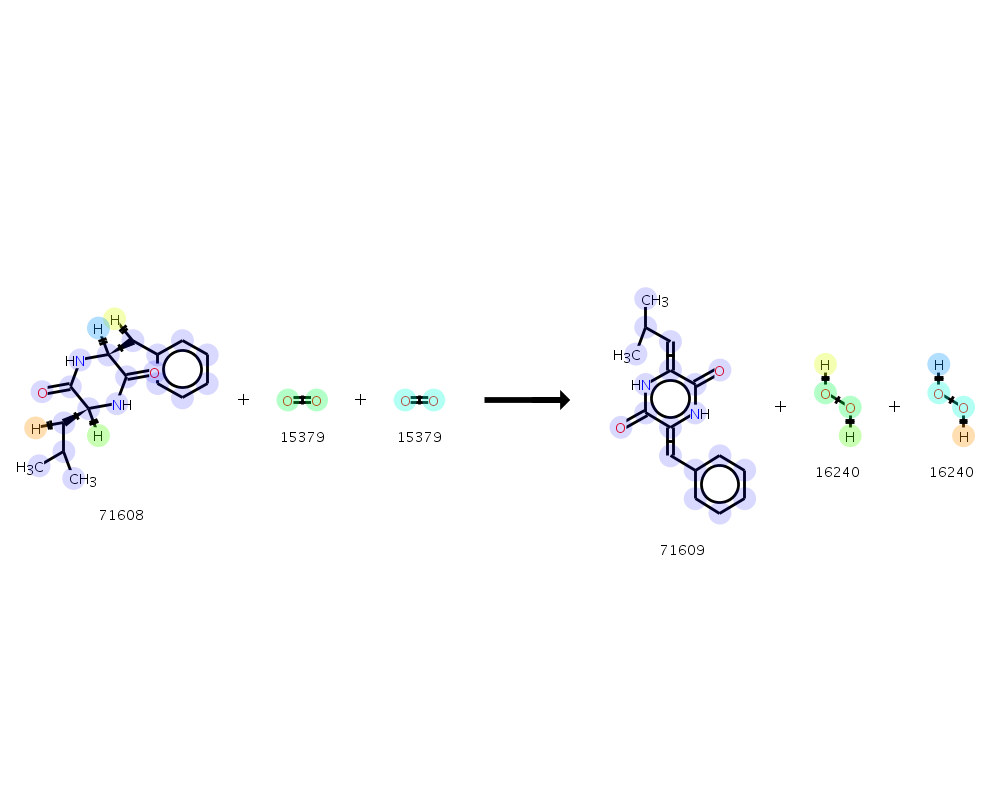 H H
HN
O O
NH
H H
H3C
CH3
71608
+
O O
15379
+
O O
15379
CH3
H3C
HN O
NH
O
71609
+
H
O
O
H
16240
+
H
O
O
H
16240